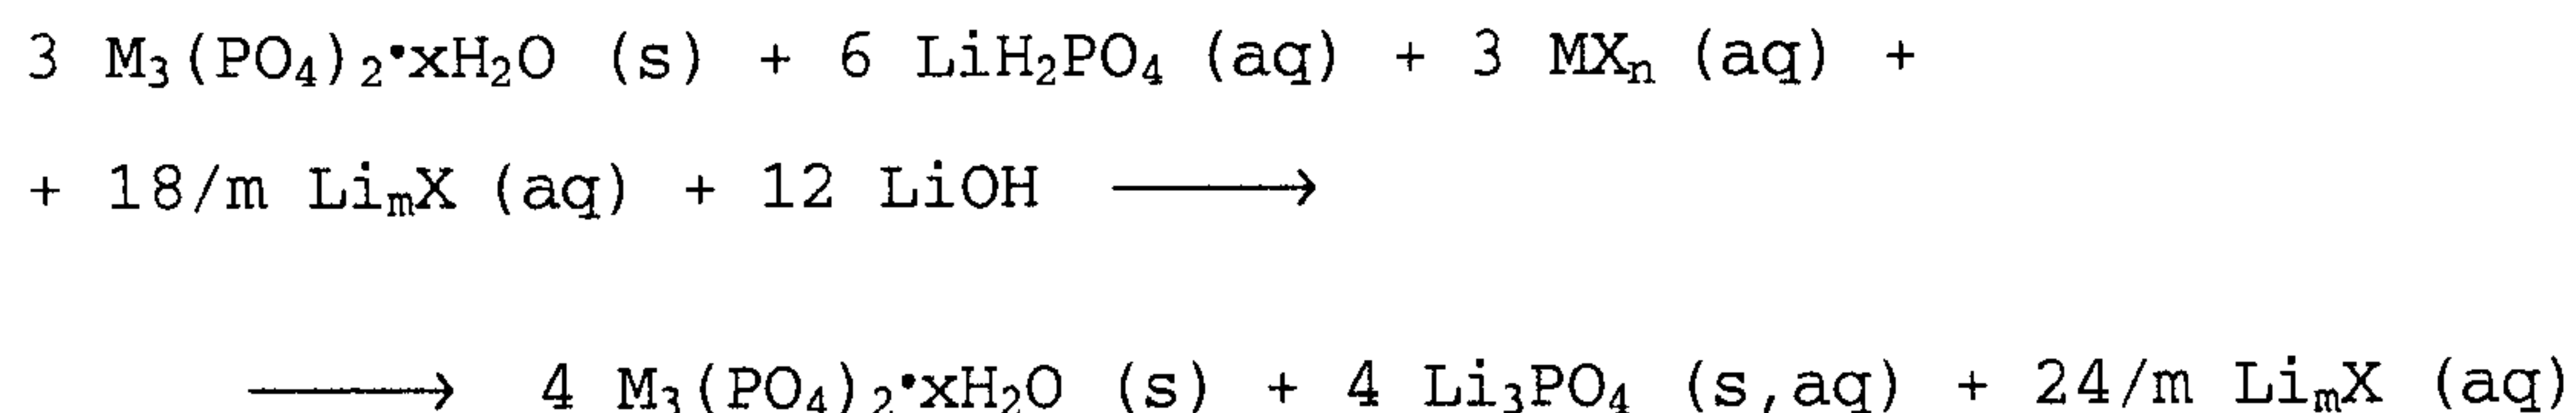 3 M₃(PO₄)₂•xH₂O (s) + 6 LiH₂PO₄ (aq) + 3 MXₙ (aq) +
+ 18/m LiₘX (aq) + 12 LiOH ⟶
⟶ 4 M₃(PO₄)₂•xH₂O (s) + 4 Li₃PO₄ (s,aq) + 24/m LiₘX (aq)